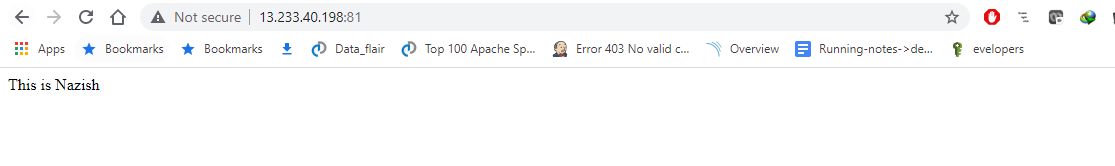 Not secure | 13.233.40.198:81
Apps Bookmarks Bookmarks Data_flair Top 100 Apache Sp... Error 403 No valid c... Overview Running-notes->de... evelopers
This is Nazish